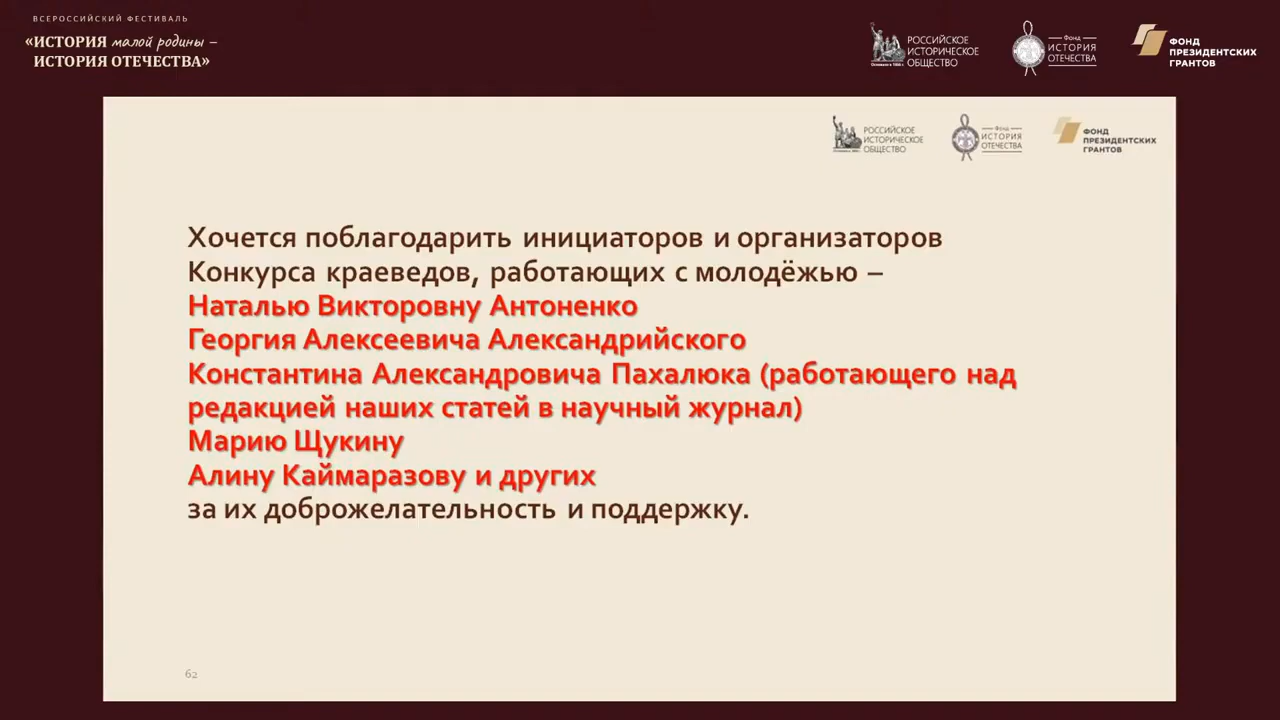 ВСЕРОССИЙСКИЙ ФЕСТИВАЛЬ
«ИСТОРИЯ малой родины –
ИСТОРИЯ ОТЕЧЕСТВА»
РОССИЙСКОЕ
ИСТОРИЧЕСКОЕ
ОБЩЕСТВО
Фонд
ИСТОРИЯ
ОТЕЧЕСТВА
ФОНД
ПРЕЗИДЕНТСКИХ
ГРАНТОВ
РОССИЙСКОЕ
ИСТОРИЧЕСКОЕ
ОБЩЕСТВО
Фонд
ИСТОРИЯ
ОТЕЧЕСТВА
ФОНД
ПРЕЗИДЕНТСКИХ
ГРАНТОВ
Хочется поблагодарить инициаторов и организаторов
Конкурса краеведов, работающих с молодёжью –
Наталью Викторовну Антоненко
Георгия Алексеевича Александрийского
Константина Александровича Пахалюка (работающего над
редакцией наших статей в научный журнал)
Марию Щукину
Алину Каймаразову и других
за их доброжелательность и поддержку.
62